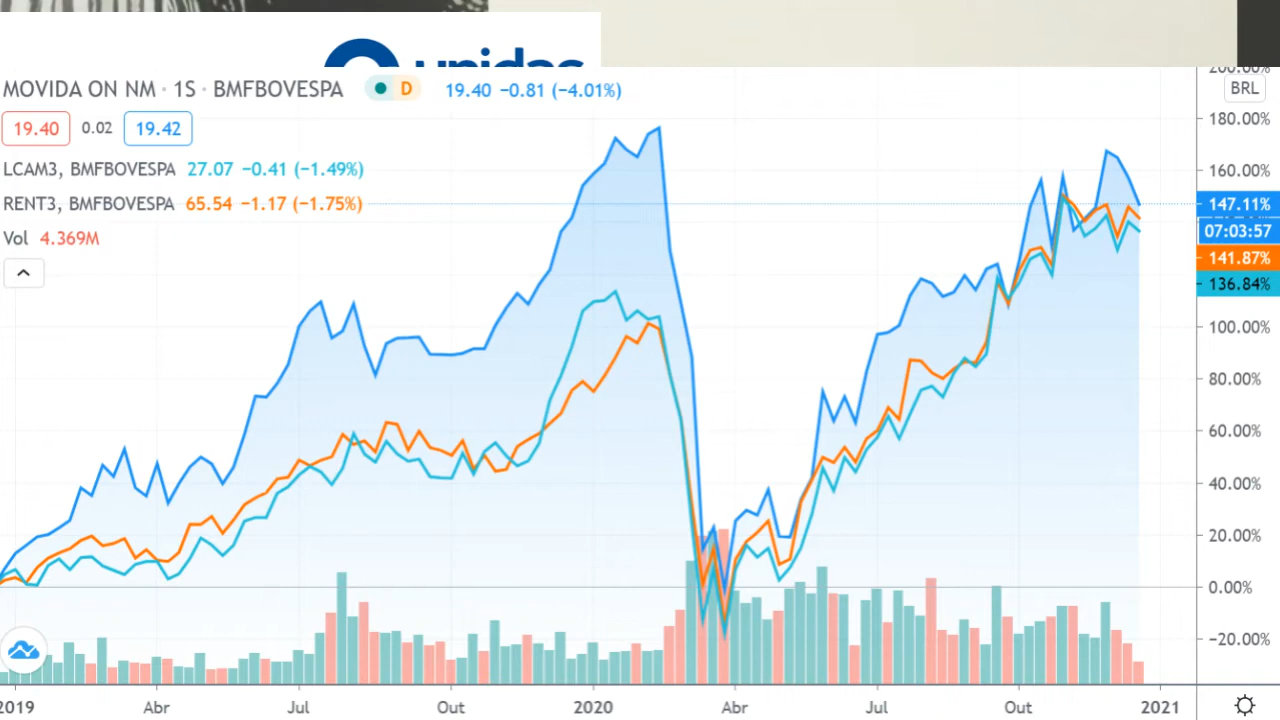 unidas
200.00%
MOVIDA ON NM · 1S · BMFBOVESPA D 19.40 −0.81 (−4.01%)
BRL
19.40 0.02 19.42
180.00%
LCAM3, BMFBOVESPA 27.07 −0.41 (−1.49%)
160.00%
RENT3, BMFBOVESPA 65.54 −1.17 (−1.75%)
147.11%
Vol 4.369M
07:03:57
141.87%
136.84%
100.00%
80.00%
60.00%
40.00%
20.00%
0.00%
−20.00%
2019 Abr Jul Out 2020 Abr Jul Out 2021